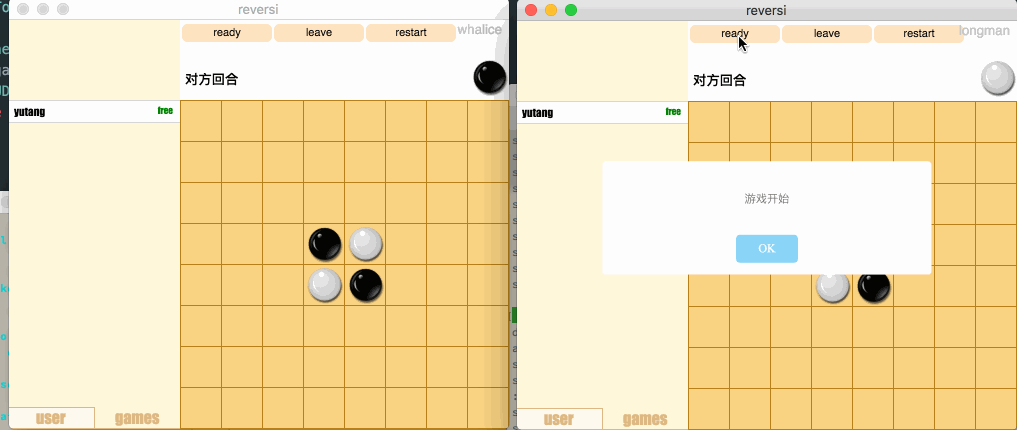 reversi
ready leave restart whalice
对方回合
yutang free
user games
reversi
ready leave restart longman
对方回合
yutang free
游戏开始
OK
user games